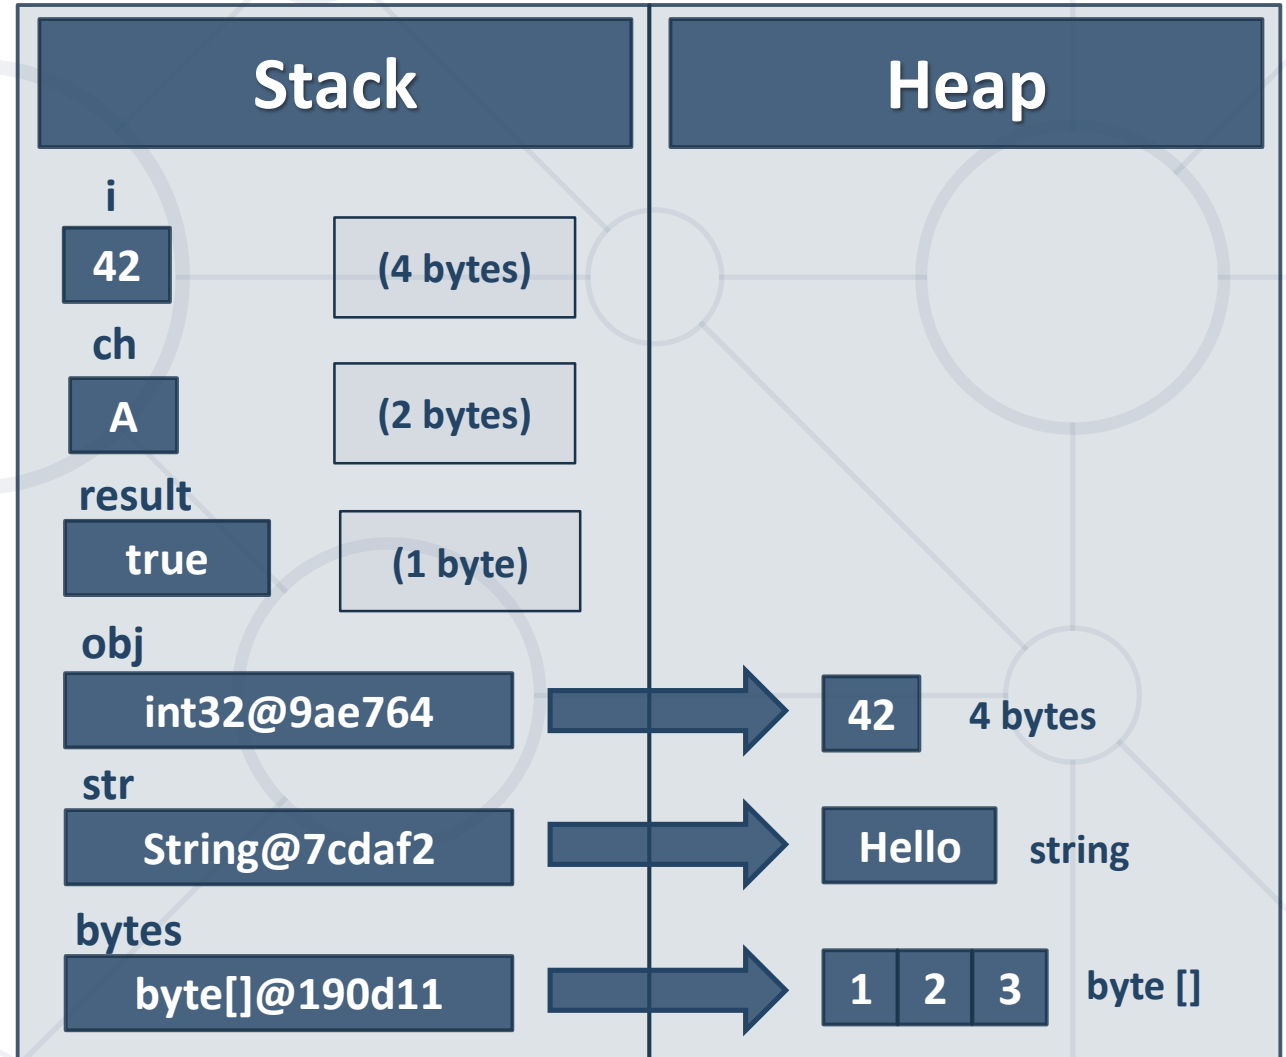 Stack
Heap
i
42
(4 bytes)
ch
A
(2 bytes)
result
true
(1 byte)
obj
int32@9ae764
42
4 bytes
str
String@7cdaf2
Hello
string
bytes
byte[]@190d11
1 2 3
byte []